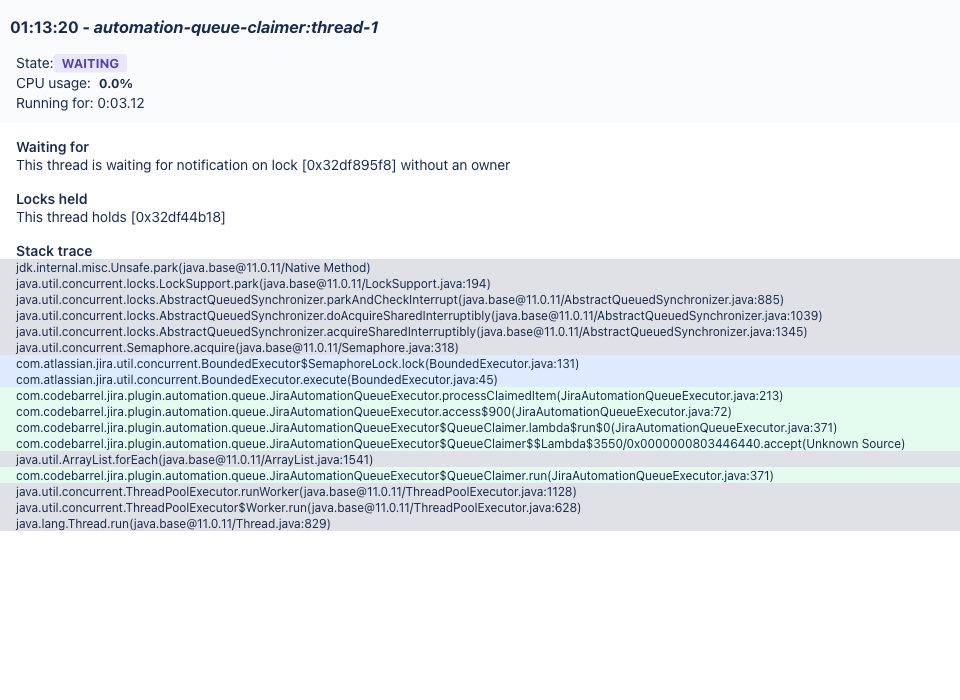 01:13:20 - automation-queue-claimer:thread-1
State: WAITING
CPU usage: 0.0%
Running for: 0:03.12
Waiting for
This thread is waiting for notification on lock [0x32df895f8] without an owner
Locks held
This thread holds [0x32df44b18]
Stack trace
jdk.internal.misc.Unsafe.park(java.base@11.0.11/Native Method)
java.util.concurrent.locks.LockSupport.park(java.base@11.0.11/LockSupport.java:194)
java.util.concurrent.locks.AbstractQueuedSynchronizer.parkAndCheckInterrupt(java.base@11.0.11/AbstractQueuedSynchronizer.java:885)
java.util.concurrent.locks.AbstractQueuedSynchronizer.doAcquireSharedInterruptibly(java.base@11.0.11/AbstractQueuedSynchronizer.java:1039)
java.util.concurrent.locks.AbstractQueuedSynchronizer.acquireSharedInterruptibly(java.base@11.0.11/AbstractQueuedSynchronizer.java:1345)
java.util.concurrent.Semaphore.acquire(java.base@11.0.11/Semaphore.java:318)
com.atlassian.jira.util.concurrent.BoundedExecutor$SemaphoreLock.lock(BoundedExecutor.java:131)
com.atlassian.jira.util.concurrent.BoundedExecutor.execute(BoundedExecutor.java:45)
com.codebarrel.jira.plugin.automation.queue.JiraAutomationQueueExecutor.processClaimedItem(JiraAutomationQueueExecutor.java:213)
com.codebarrel.jira.plugin.automation.queue.JiraAutomationQueueExecutor.access$900(JiraAutomationQueueExecutor.java:72)
com.codebarrel.jira.plugin.automation.queue.JiraAutomationQueueExecutor$QueueClaimer.lambda$run$0(JiraAutomationQueueExecutor.java:371)
com.codebarrel.jira.plugin.automation.queue.JiraAutomationQueueExecutor$QueueClaimer$$Lambda$3550/0x0000000803446440.accept(Unknown Source)
java.util.ArrayList.forEach(java.base@11.0.11/ArrayList.java:1541)
com.codebarrel.jira.plugin.automation.queue.JiraAutomationQueueExecutor$QueueClaimer.run(JiraAutomationQueueExecutor.java:371)
java.util.concurrent.ThreadPoolExecutor.runWorker(java.base@11.0.11/ThreadPoolExecutor.java:1128)
java.util.concurrent.ThreadPoolExecutor$Worker.run(java.base@11.0.11/ThreadPoolExecutor.java:628)
java.lang.Thread.run(java.base@11.0.11/Thread.java:829)